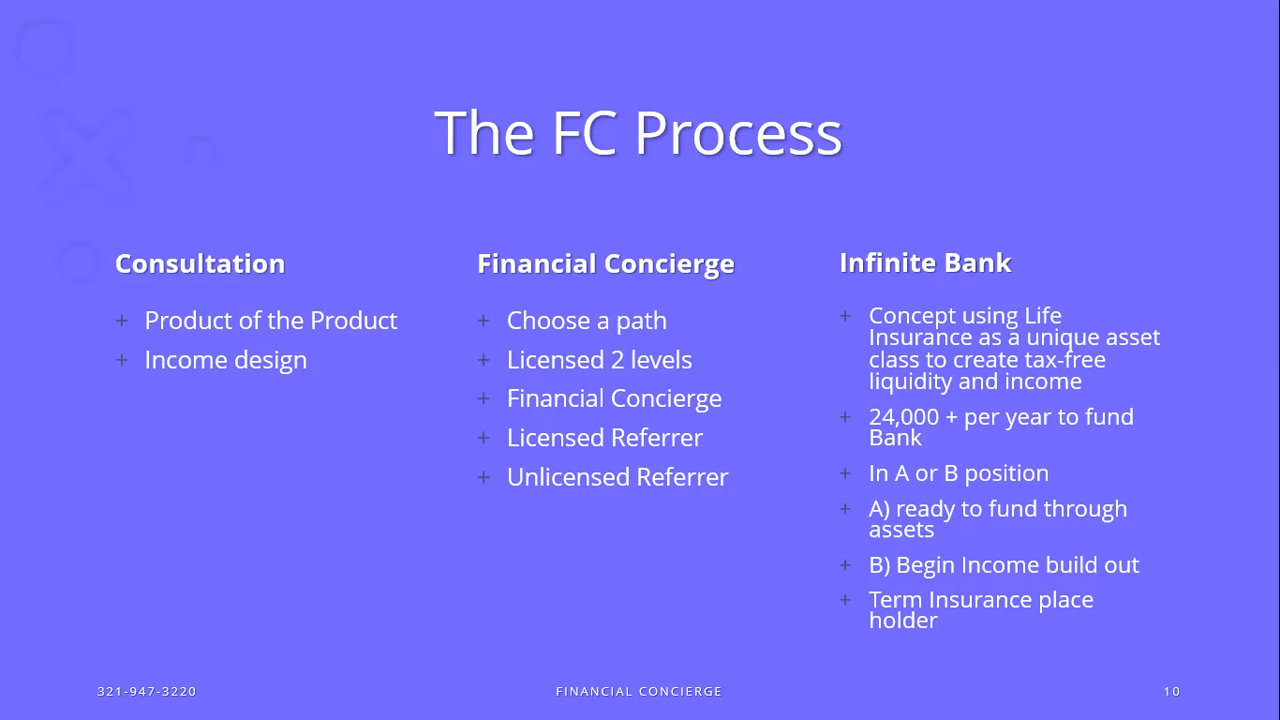 The FC Process
Consultation
+ Product of the Product
+ Income design
Financial Concierge
+ Choose a path
+ Licensed 2 levels
+ Financial Concierge
+ Licensed Referrer
+ Unlicensed Referrer
Infinite Bank
+ Concept using Life
Insurance as a unique asset
class to create tax-free
liquidity and income
+ 24,000 + per year to fund
Bank
+ In A or B position
+ A) ready to fund through
assets
+ B) Begin Income build out
+ Term Insurance place
holder
321-947-3220
FINANCIAL CONCIERGE
10